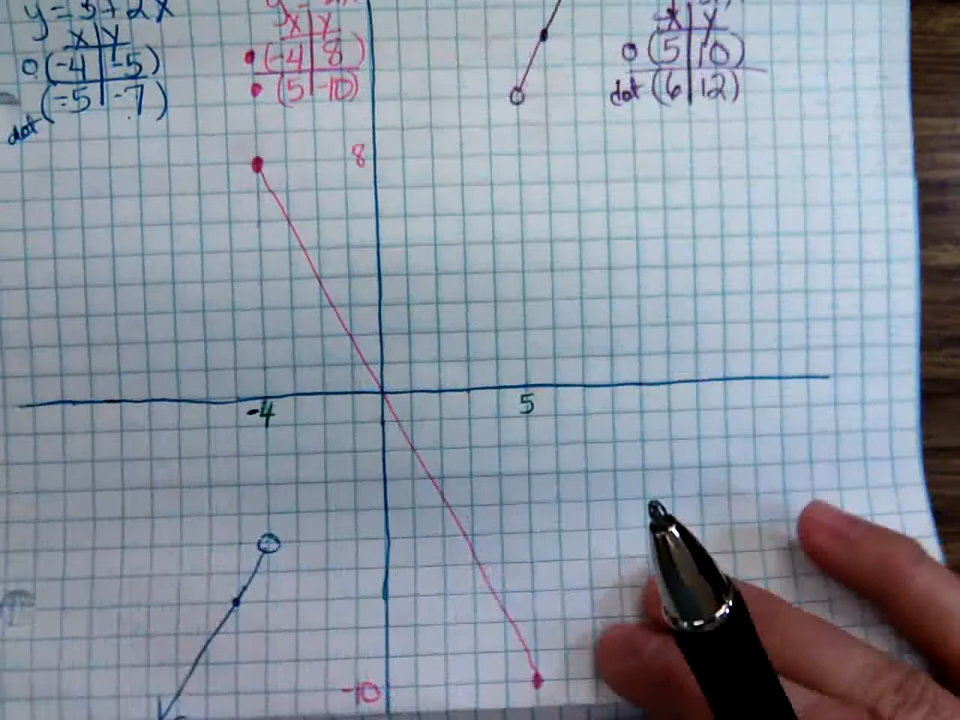 y = 3 + 2x
x y
(-4 -5)
(-5 -7)
dot
x y
(-4 8)
(5 -10)
x y
(5 10)
dot (6 12)
8
-4
5
-10